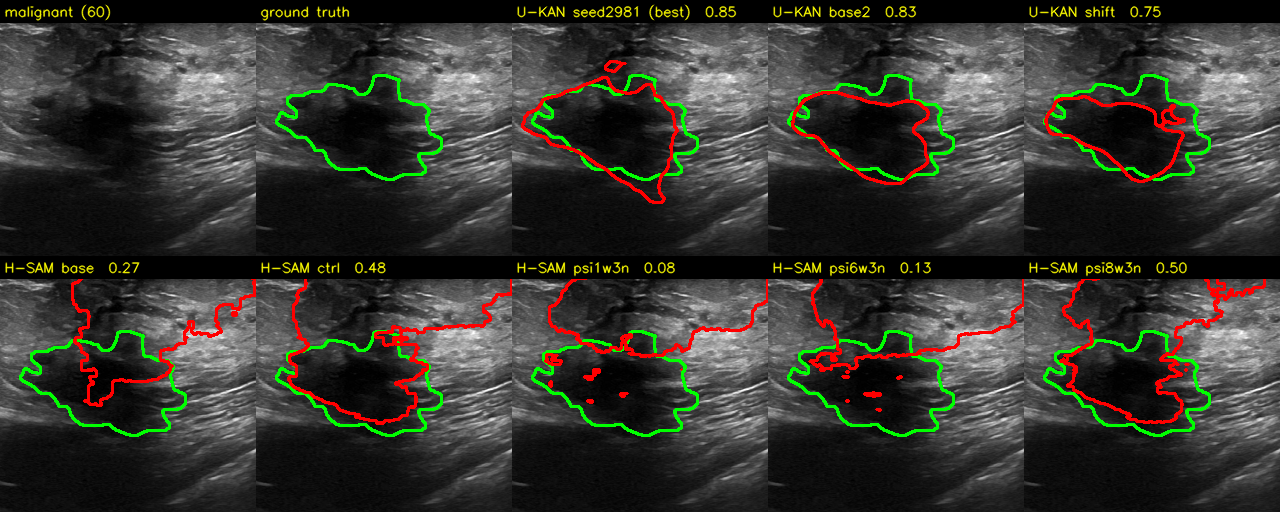 malignant (60)
ground truth
U-KAN seed2981 (best) 0.85
U-KAN base2 0.83
U-KAN shift 0.75
H-SAM base 0.27
H-SAM ctrl 0.48
H-SAM psi1w3n 0.08
H-SAM psi6w3n 0.13
H-SAM psi8w3n 0.50